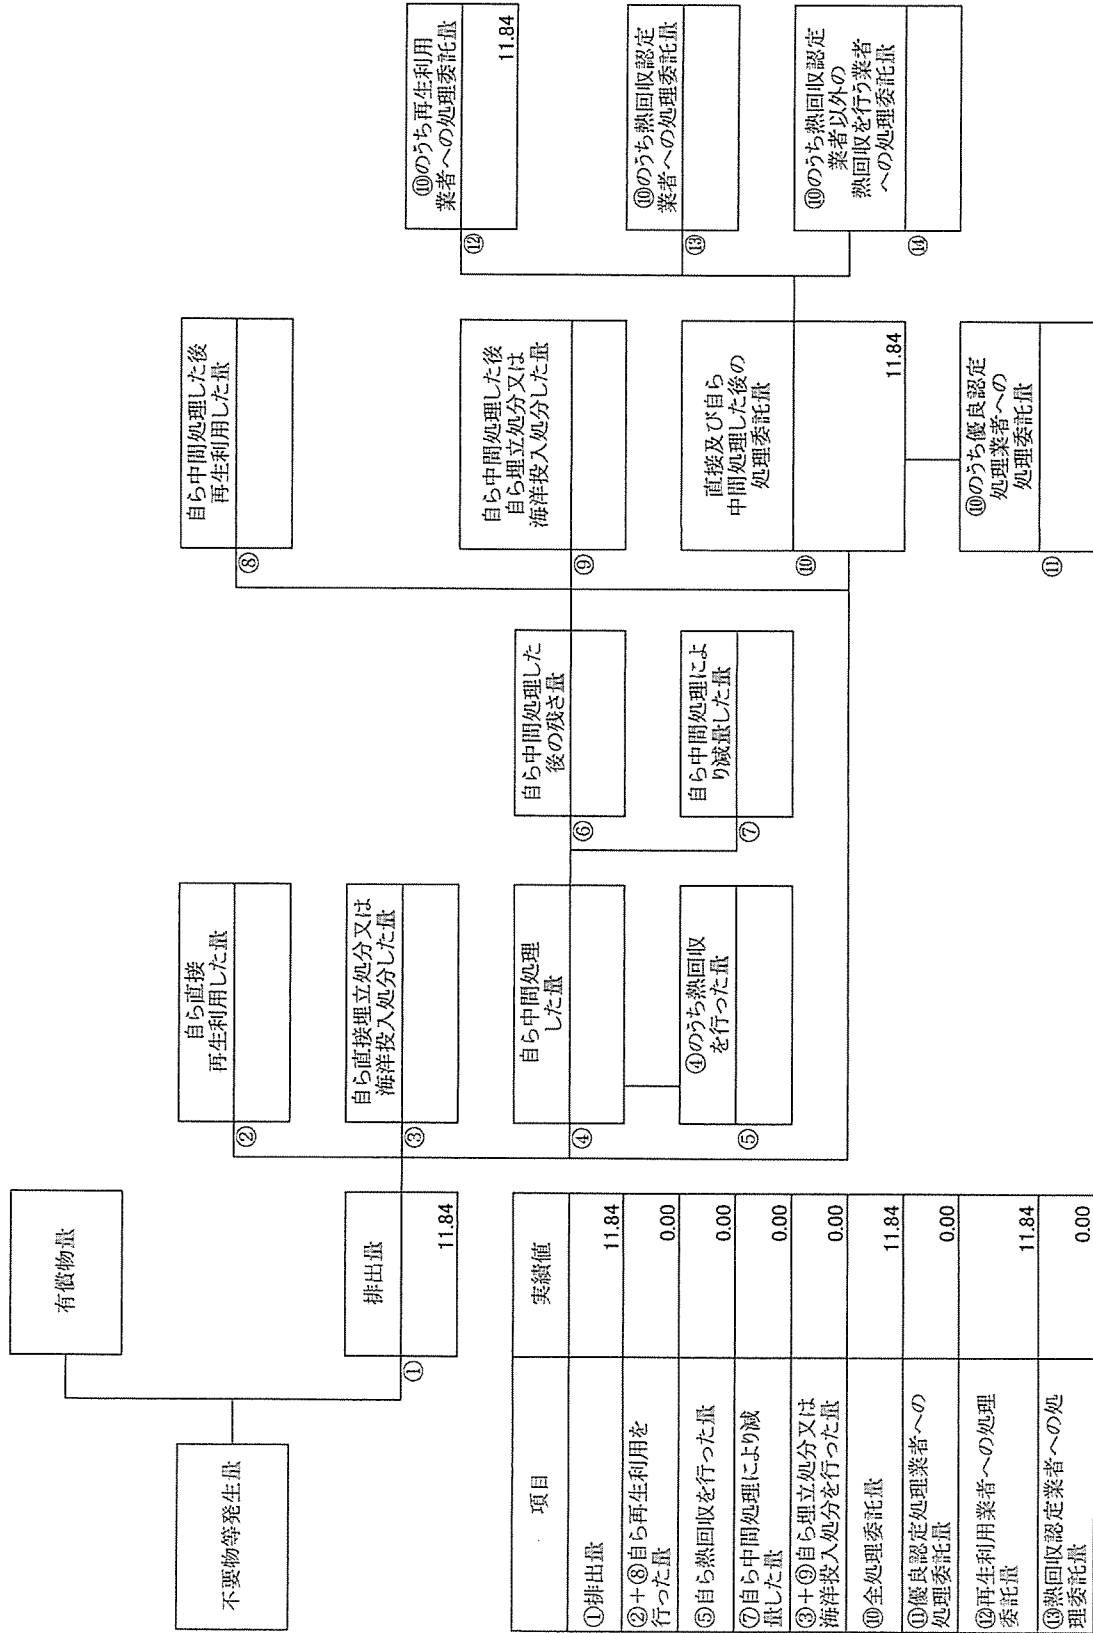 不要物等発生量
有償物量
排出量
①
11.84
自ら直接
再生利用した量
②
自ら直接埋立処分又は
海洋投入処分した量
③
自ら中間処理
した量
④
④のうち熱回収
を行った量
⑤
自ら中間処理した
後の残さ量
⑥
自ら中間処理によ
り減量した量
⑦
自ら中間処理した後
再生利用した量
⑧
自ら中間処理した後
自ら埋立処分又は
海洋投入処分した量
⑨
直接及び自ら
中間処理した後の
処理委託量
⑩
11.84
⑩のうち優良認定
処理業者への
処理委託量
⑪
⑩のうち再生利用
業者への処理委託量
⑫
11.84
⑩のうち熱回収認定
業者への処理委託量
⑬
⑩のうち熱回収認定
業者以外の
熱回収を行う業者
への処理委託量
⑭
項目 実績値
①排出量 11.84
②+⑧自ら再生利用を
行った量 0.00
⑤自ら熱回収を行った量 0.00
⑦自ら中間処理により減
量した量 0.00
③+⑨自ら埋立処分又は
海洋投入処分を行った量 0.00
⑩全処理委託量 11.84
⑪優良認定処理業者への
処理委託量 0.00
⑫再生利用業者への処理
委託量 11.84
⑬熱回収認定業者への処
理委託量 0.00